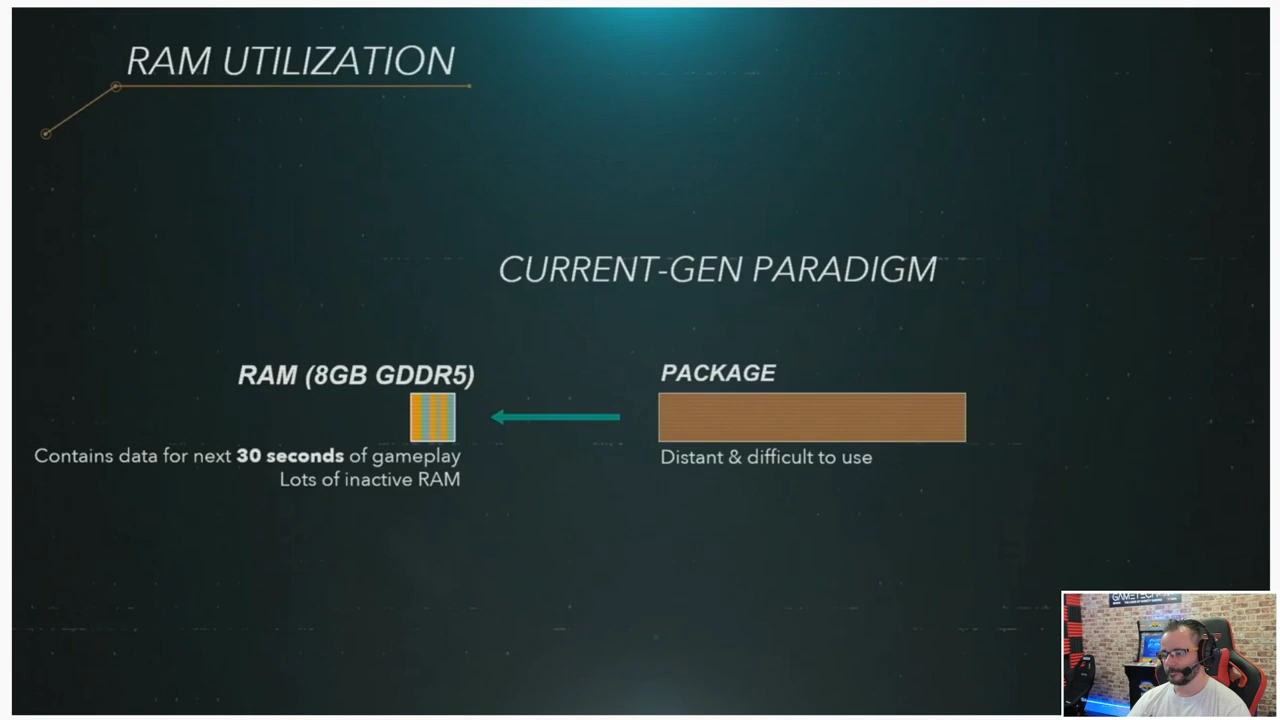 RAM UTILIZATION
CURRENT-GEN PARADIGM
RAM (8GB GDDR5)
PACKAGE
Contains data for next 30 seconds of gameplay
Lots of inactive RAM
Distant & difficult to use